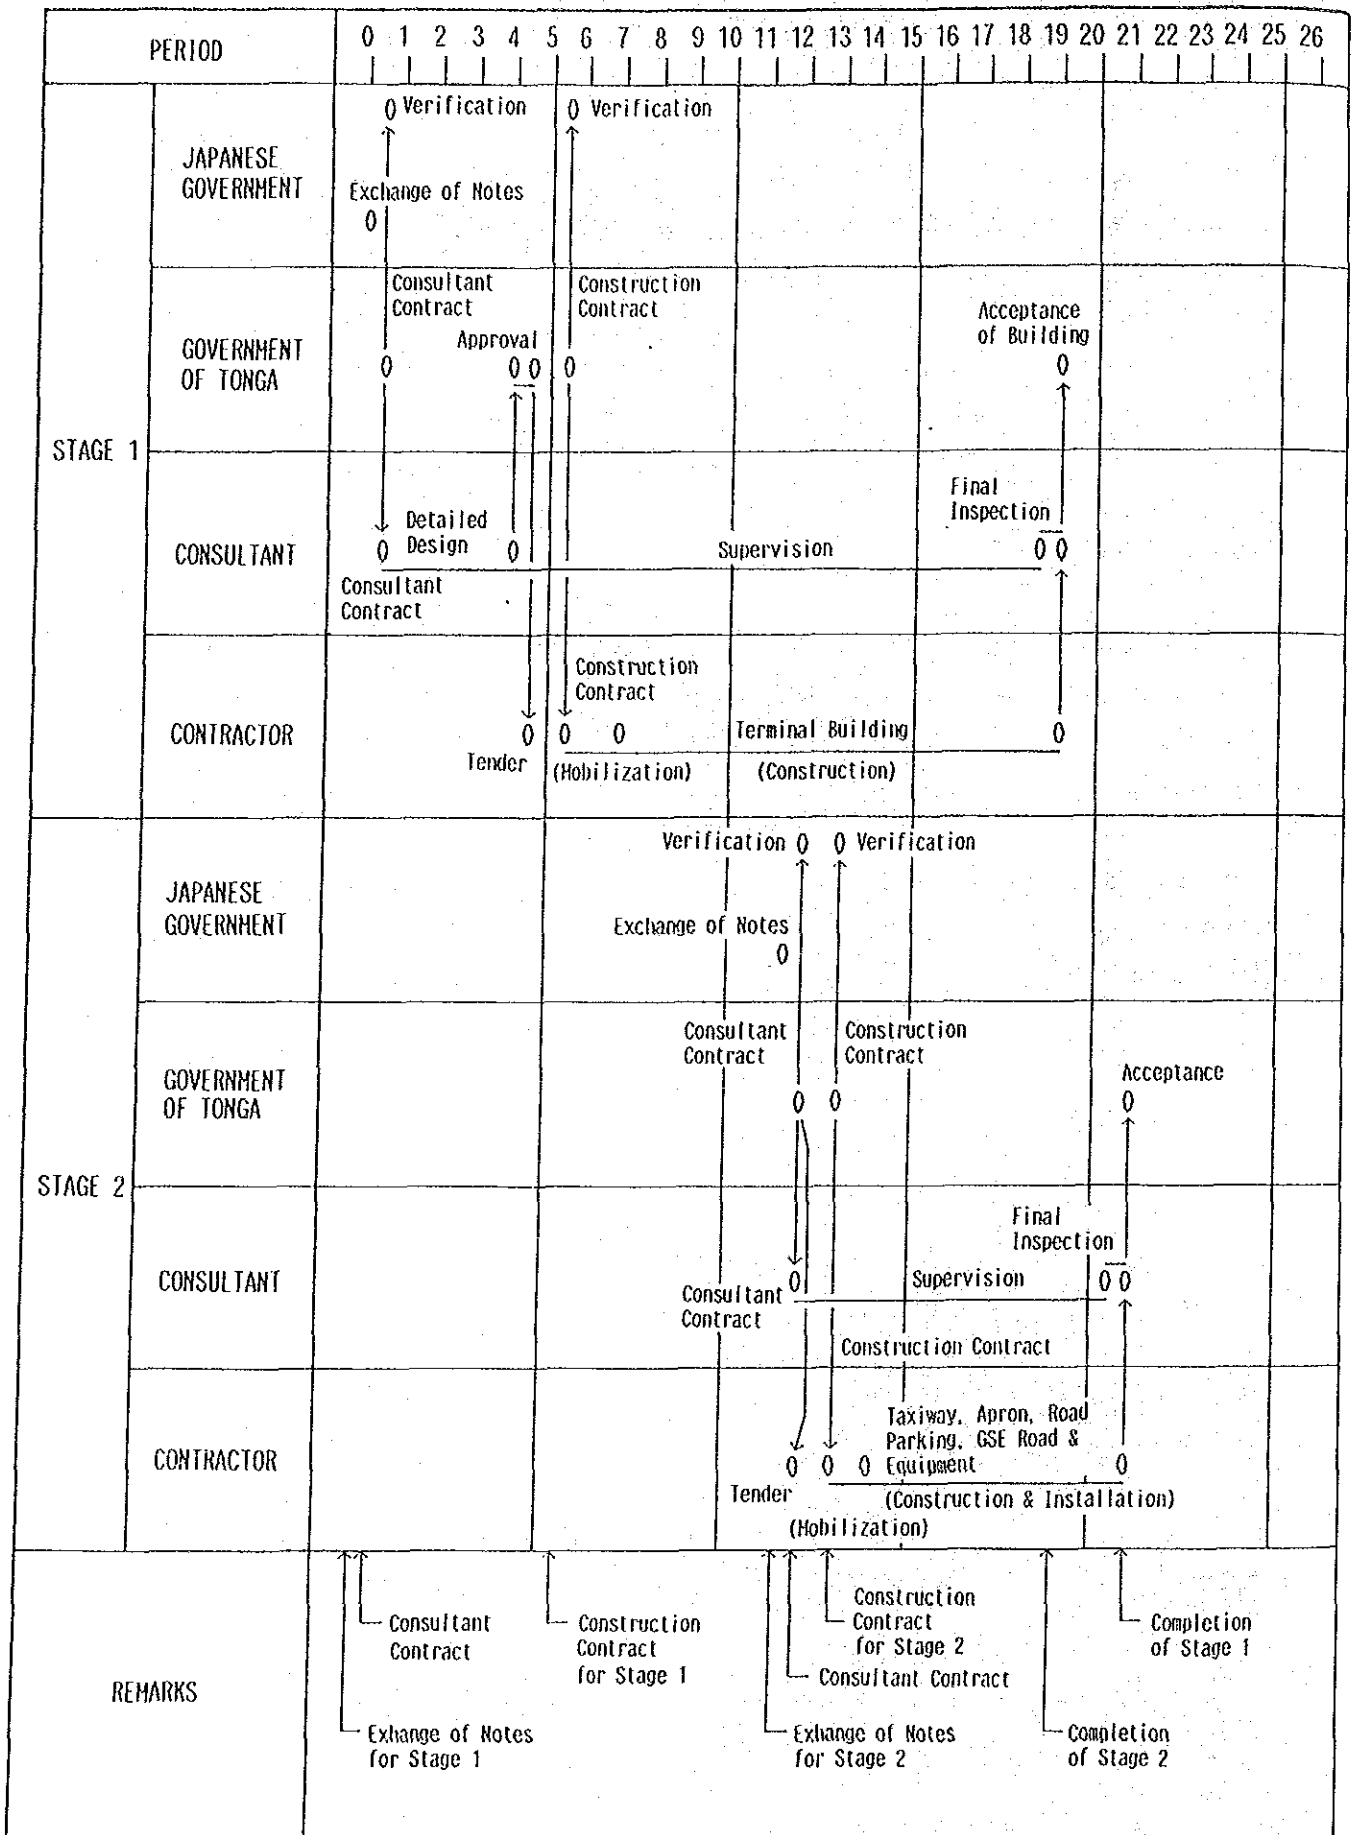 PERIOD
0 1 2 3 4 5 6 7 8 9 10 11 12 13 14 15 16 17 18 19 20 21 22 23 24 25 26
STAGE 1
JAPANESE
GOVERNMENT
0 Verification
0 Verification
Exchange of Notes
0
GOVERNMENT
OF TONGA
Consultant
Contract
0
Approval
0 0
Construction
Contract
0
Acceptance
of Building
0
CONSULTANT
Detailed
Design
0
0
Consultant
Contract
Supervision
Final
Inspection
0 0
CONTRACTOR
Construction
Contract
0 0 0
Terminal Building
0
Tender
(Mobilization)
(Construction)
STAGE 2
JAPANESE
GOVERNMENT
Verification 0
0 Verification
Exchange of Notes
0
GOVERNMENT
OF TONGA
Consultant
Contract
0
Construction
Contract
0
Acceptance
0
CONSULTANT
Final
Inspection
0
Supervision
0 0
Consultant
Contract
Construction Contract
CONTRACTOR
Taxiway, Apron, Road
Parking, GSE Road &
0 0 0 Equipment
0
Tender
(Construction & Installation)
(Mobilization)
REMARKS
Consultant
Contract
Construction
Contract
for Stage 1
Construction
Contract
for Stage 2
Completion
of Stage 1
Consultant Contract
Exhange of Notes
for Stage 1
Exhange of Notes
for Stage 2
Completion
of Stage 2